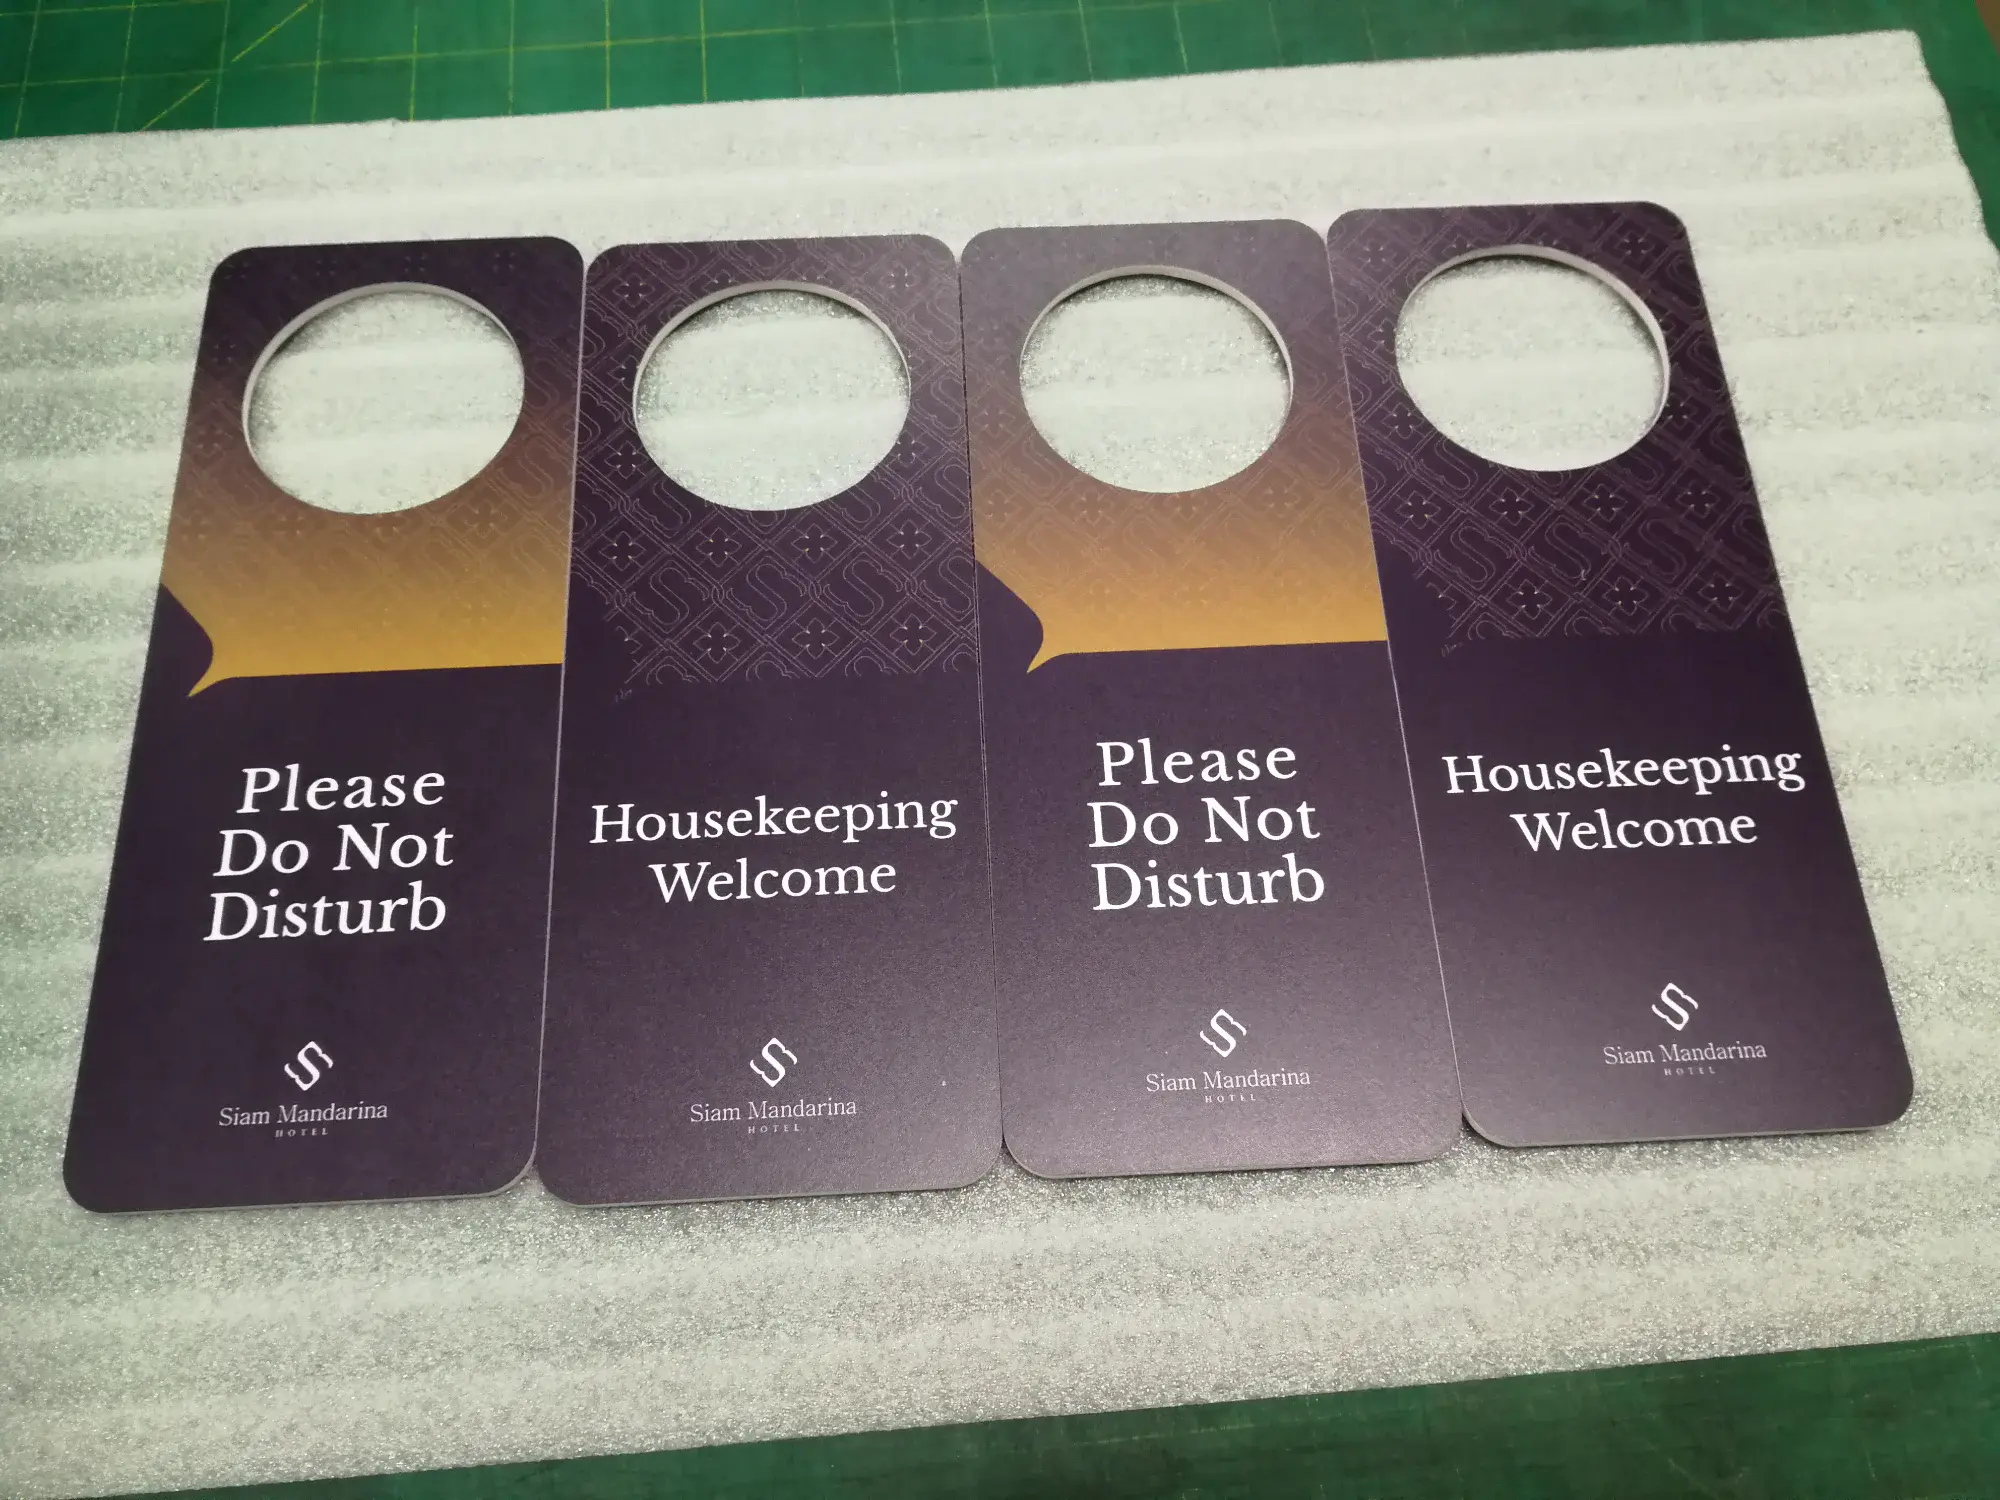 Please
Do Not
Disturb
Siam Mandarina
HOTEL
Housekeeping
Welcome
Siam Mandarina
HOTEL
Please
Do Not
Disturb
Siam Mandarina
HOTEL
Housekeeping
Welcome
Siam Mandarina
HOTEL